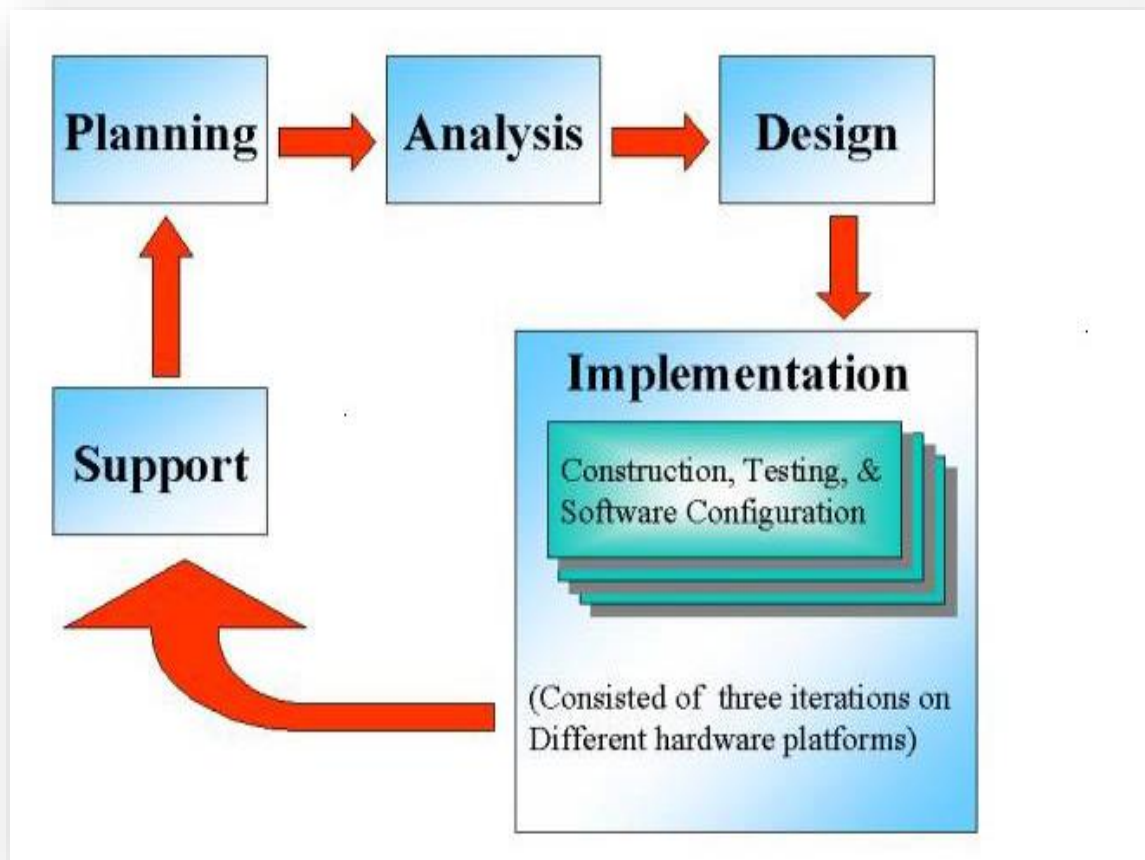 Planning
Analysis
Design
Implementation
Construction, Testing, &
Software Configuration
(Consisted of three iterations on
Different hardware platforms)
Support